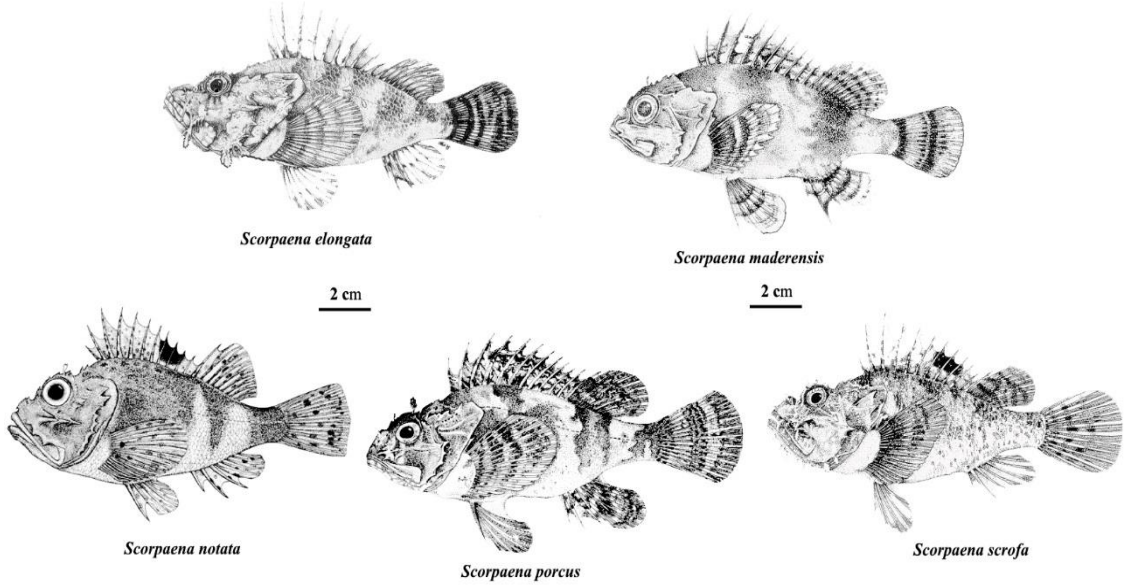 Scorpaena elongata
Scorpaena maderensis
2 cm
2 cm
Scorpaena notata
Scorpaena porcus
Scorpaena scrofa